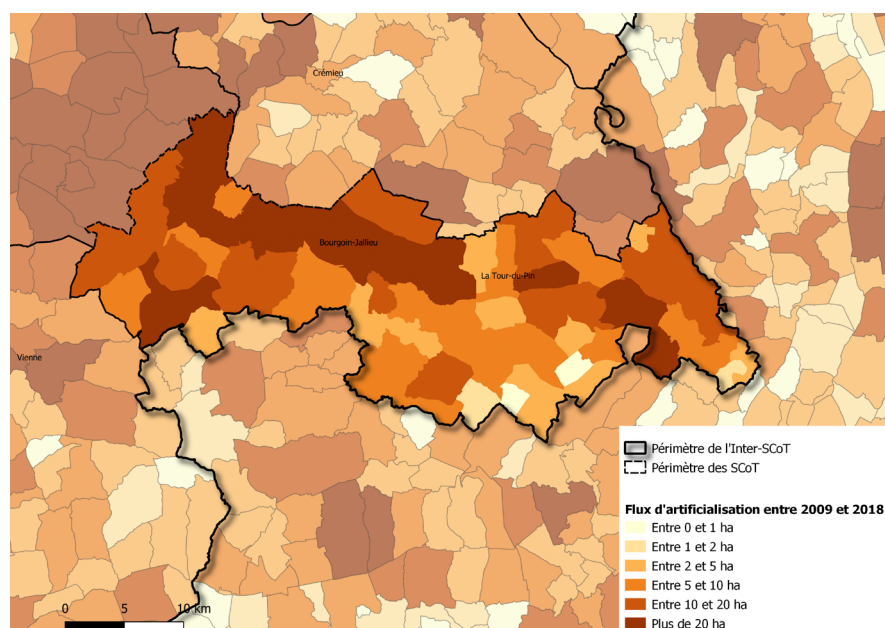 Crémieu
Bourgoin-Jallieu
La Tour-du-Pin
Vienne
Périmètre de l'Inter-SCoT
Périmètre des SCoT
Flux d'artificialisation entre 2009 et 2018
Entre 0 et 1 ha
Entre 1 et 2 ha
Entre 2 et 5 ha
Entre 5 et 10 ha
Entre 10 et 20 ha
Plus de 20 ha
0 5 10 km